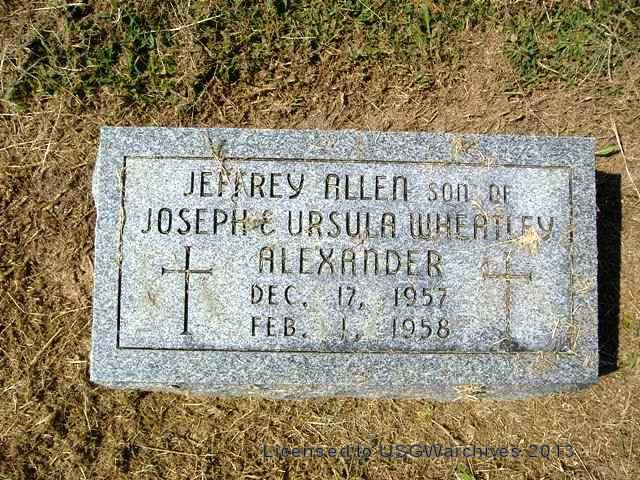 JEFFREY ALLEN SON OF
JOSEPH & URSULA WHEATLEY
ALEXANDER
DEC. 17, 1957
FEB. 1, 1958
Licensed to USGWarchives 2013